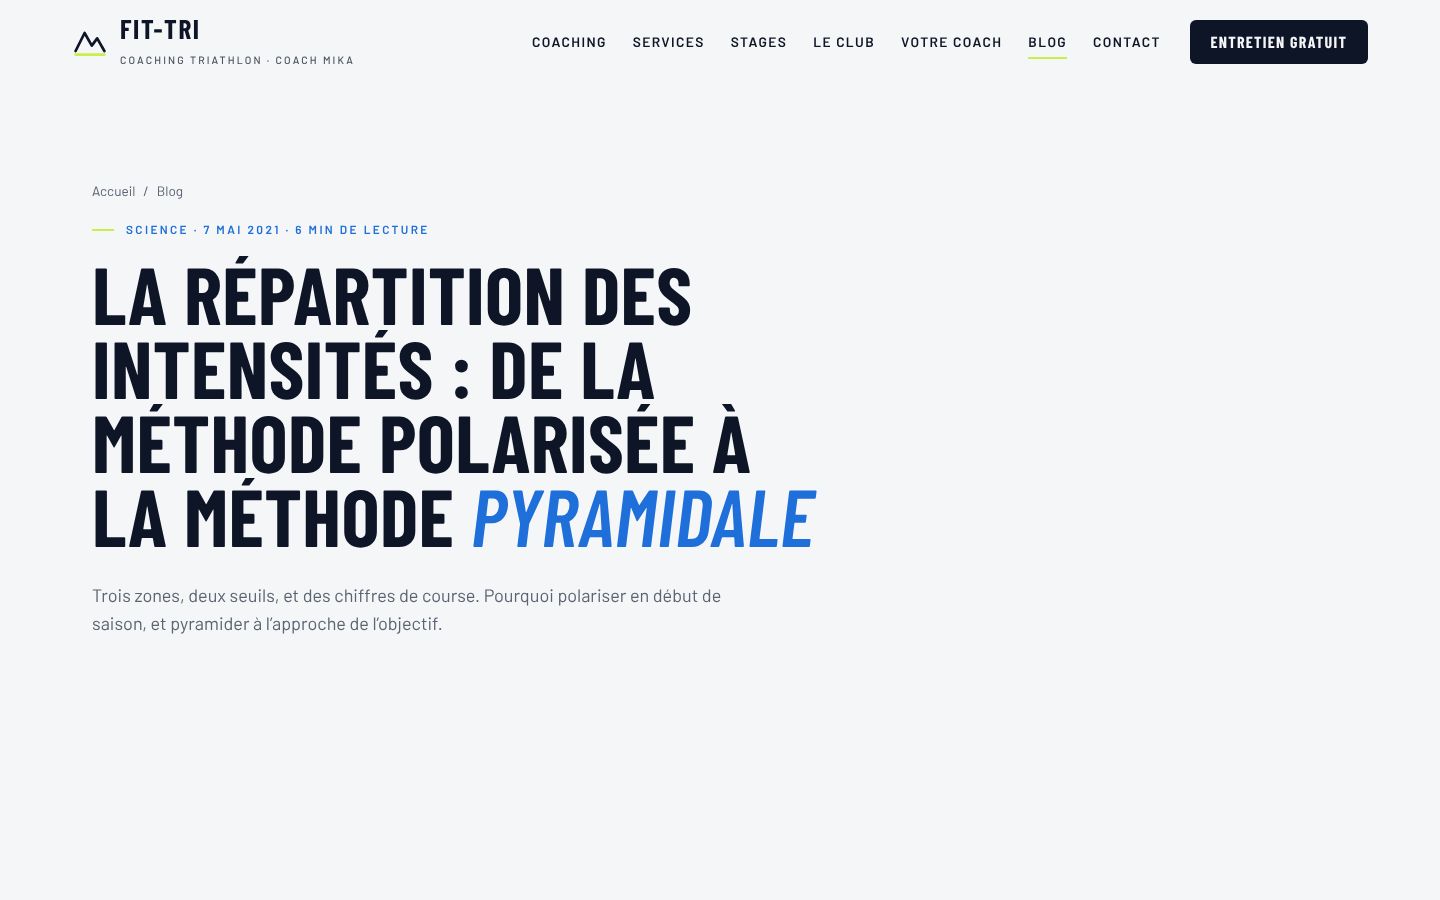 FIT-TRI
COACHING TRIATHLON · COACH MIKA
COACHING
SERVICES
STAGES
LE CLUB
VOTRE COACH
BLOG
CONTACT
ENTRETIEN GRATUIT
Accueil / Blog
SCIENCE · 7 MAI 2021 · 6 MIN DE LECTURE
LA RÉPARTITION DES
INTENSITÉS : DE LA
MÉTHODE POLARISÉE À
LA MÉTHODE PYRAMIDALE
Trois zones, deux seuils, et des chiffres de course. Pourquoi polariser en début de
saison, et pyramider à l’approche de l’objectif.